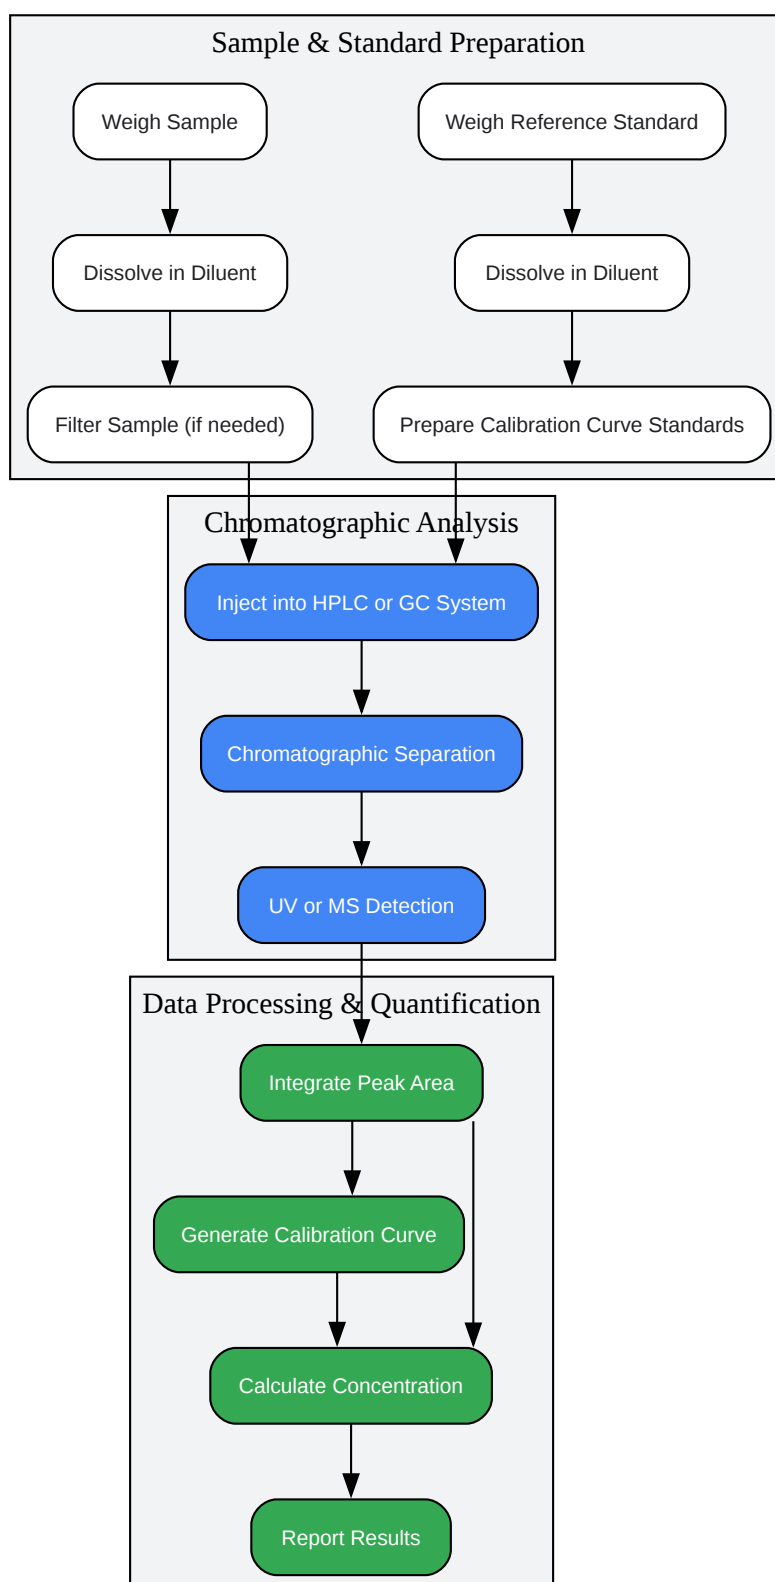 Sample & Standard Preparation
Weigh Sample
Weigh Reference Standard
Dissolve in Diluent
Dissolve in Diluent
Filter Sample (if needed)
Prepare Calibration Curve Standards
Chromatographic Analysis
Inject into HPLC or GC System
Chromatographic Separation
UV or MS Detection
Data Processing & Quantification
Integrate Peak Area
Generate Calibration Curve
Calculate Concentration
Report Results